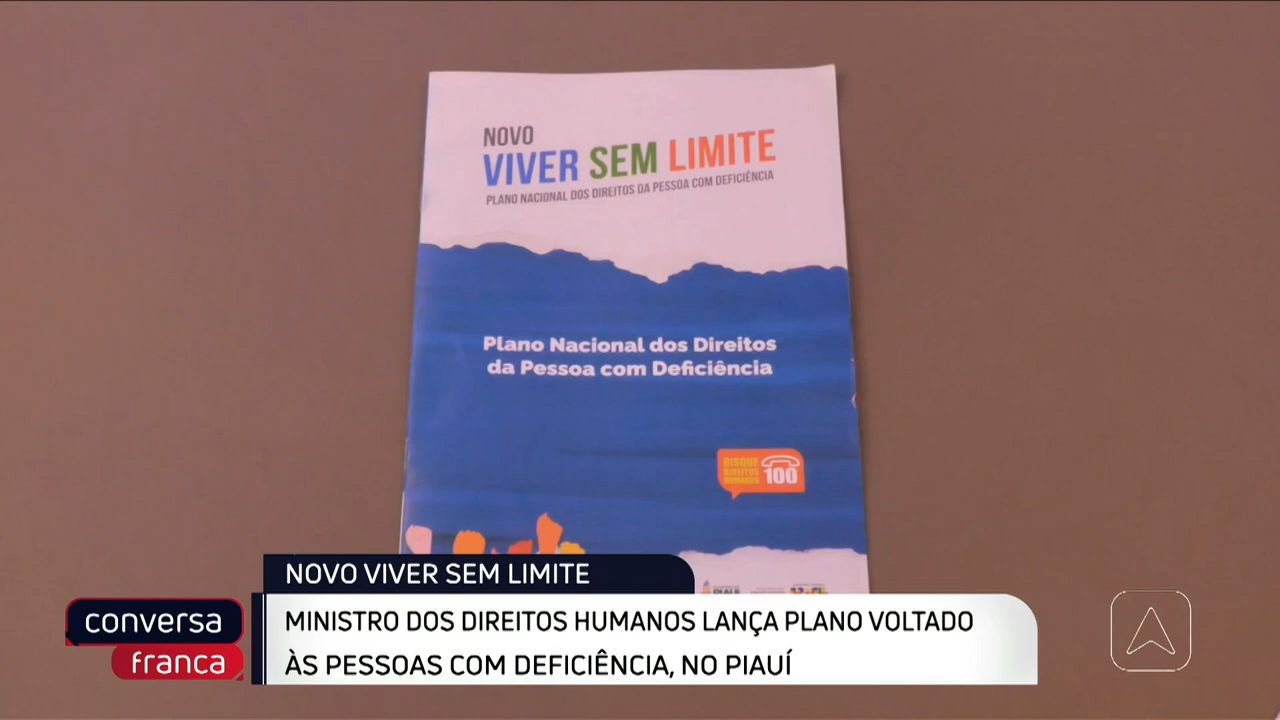 NOVO
VIVER SEM LIMITE
PLANO NACIONAL DOS DIREITOS DA PESSOA COM DEFICIÊNCIA
Plano Nacional dos Direitos
da Pessoa com Deficiência
DISQUE
DIREITOS
HUMANOS
100
NOVO VIVER SEM LIMITE
conversa
franca
MINISTRO DOS DIREITOS HUMANOS LANÇA PLANO VOLTADO
ÀS PESSOAS COM DEFICIÊNCIA, NO PIAUÍ